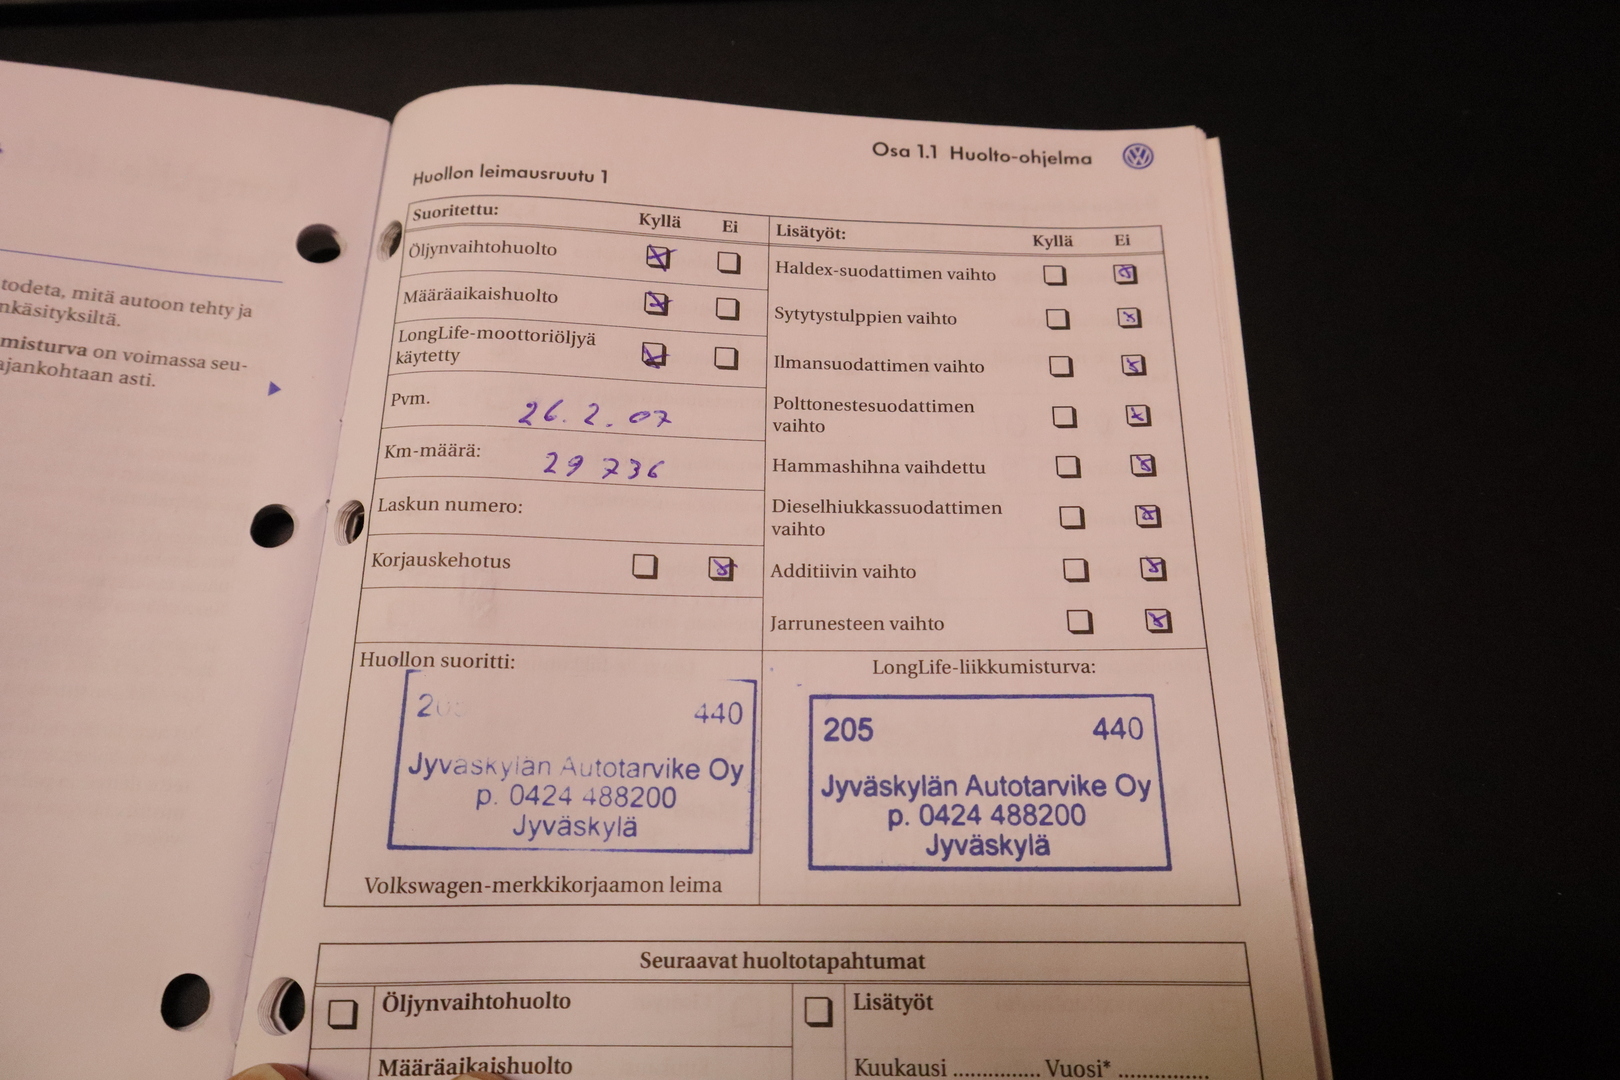 todeta, mitä autoon tehty ja
nkäsityksiltä.
misturva on voimassa seu-
ajankohtaan asti.
Osa 1.1 Huolto-ohjelma
Huollon leimausruutu 1
Suoritettu: Kyllä Ei
Öljynvaihtohuolto
Määräaikaishuolto
LongLife-moottoriöljyä
käytetty
Pvm. 26.2.07
Km-määrä: 29 736
Laskun numero:
Korjauskehotus
Lisätyöt: Kyllä Ei
Haldex-suodattimen vaihto
Sytytystulppien vaihto
Ilmansuodattimen vaihto
Polttonestesuodattimen
vaihto
Hammashihna vaihdettu
Dieselhiukkassuodattimen
vaihto
Additiivin vaihto
Jarrunesteen vaihto
Huollon suoritti:
205 440
Jyväskylän Autotarvike Oy
p. 0424 488200
Jyväskylä
Volkswagen-merkkikorjaamon leima
LongLife-liikkumisturva:
205 440
Jyväskylän Autotarvike Oy
p. 0424 488200
Jyväskylä
Seuraavat huoltotapahtumat
Öljynvaihtohuolto
Määräaikaishuolto
Lisätyöt
Kuukausi ............... Vuosi* ...............